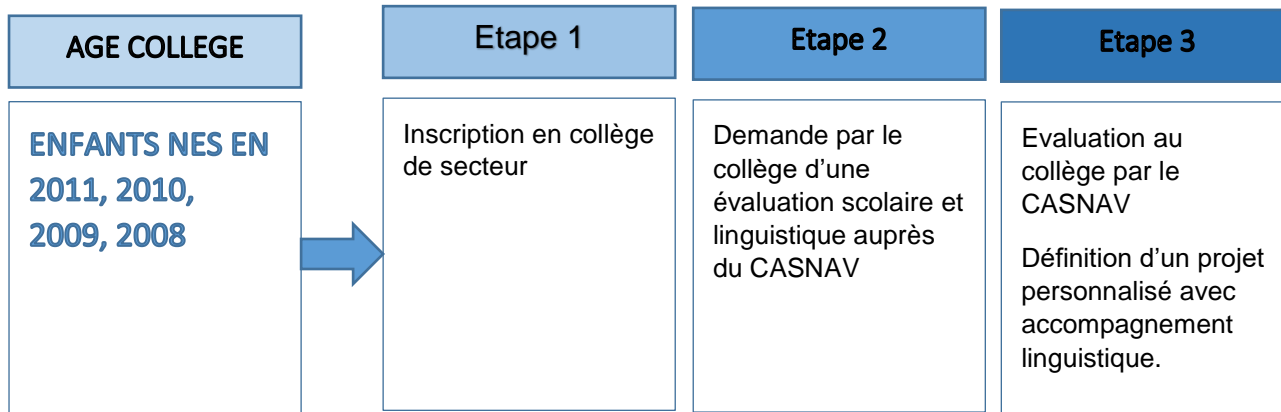 AGE COLLEGE
ENFANTS NES EN
2011, 2010,
2009, 2008
Etape 1
Inscription en collège
de secteur
Etape 2
Demande par le
collège d’une
évaluation scolaire et
linguistique auprès
du CASNAV
Etape 3
Evaluation au
collège par le
CASNAV
Définition d’un projet
personnalisé avec
accompagnement
linguistique.